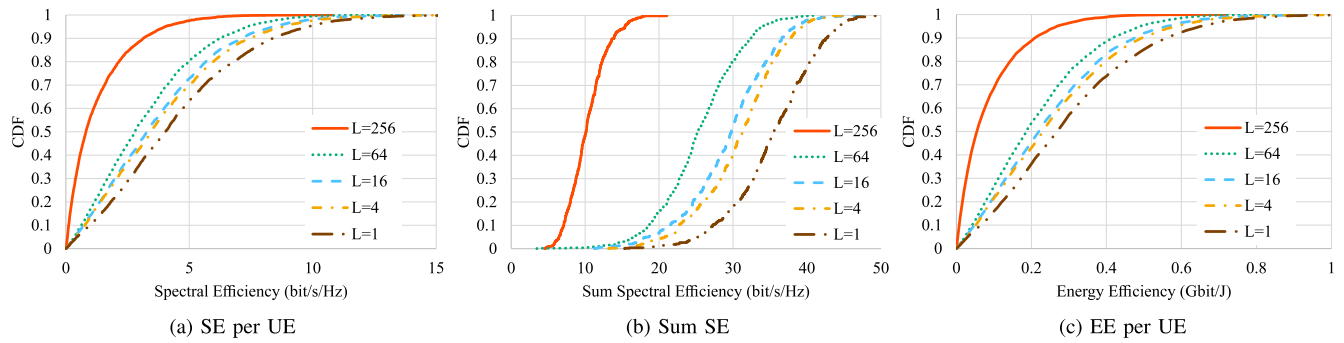 1
0.9
0.8
0.7
0.6
0.5
0.4
0.3
0.2
0.1
0
CDF
L=256
L=64
L=16
L=4
L=1
0 5 10 15
Spectral Efficiency (bit/s/Hz)
(a) SE per UE
1
0.9
0.8
0.7
0.6
0.5
0.4
0.3
0.2
0.1
0
CDF
L=256
L=64
L=16
L=4
L=1
0 10 20 30 40 50
Sum Spectral Efficiency (bit/s/Hz)
(b) Sum SE
1
0.9
0.8
0.7
0.6
0.5
0.4
0.3
0.2
0.1
0
CDF
L=256
L=64
L=16
L=4
L=1
0 0.2 0.4 0.6 0.8 1
Energy Efficiency (Gbit/J)
(c) EE per UE